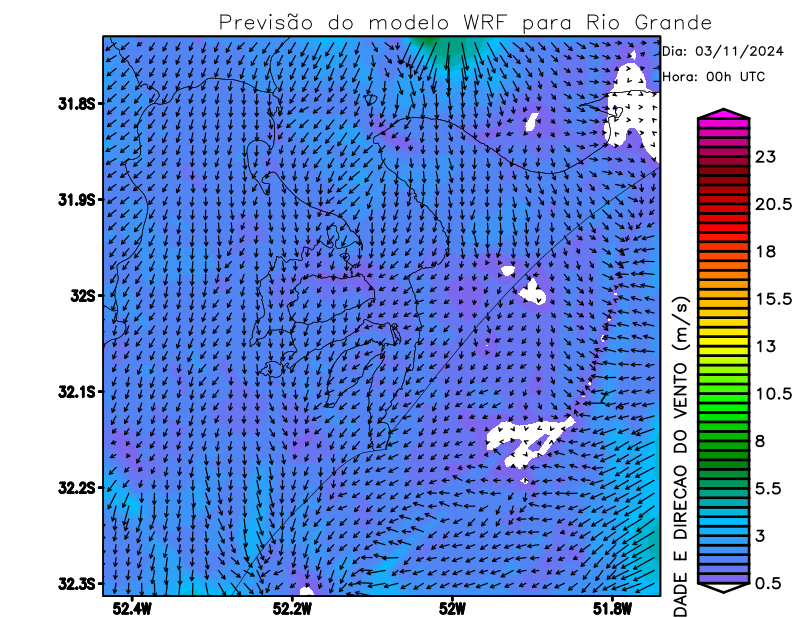 Previsão do modelo WRF para Rio Grande
Dia: 03/11/2024
Hora: 00h UTC
31.8S
31.9S
32S
32.1S
32.2S
32.3S
52.4W
52.2W
52W
51.8W
23
20.5
18
15.5
13
10.5
8
5.5
3
0.5
DADE E DIRECAO DO VENTO (m/s)